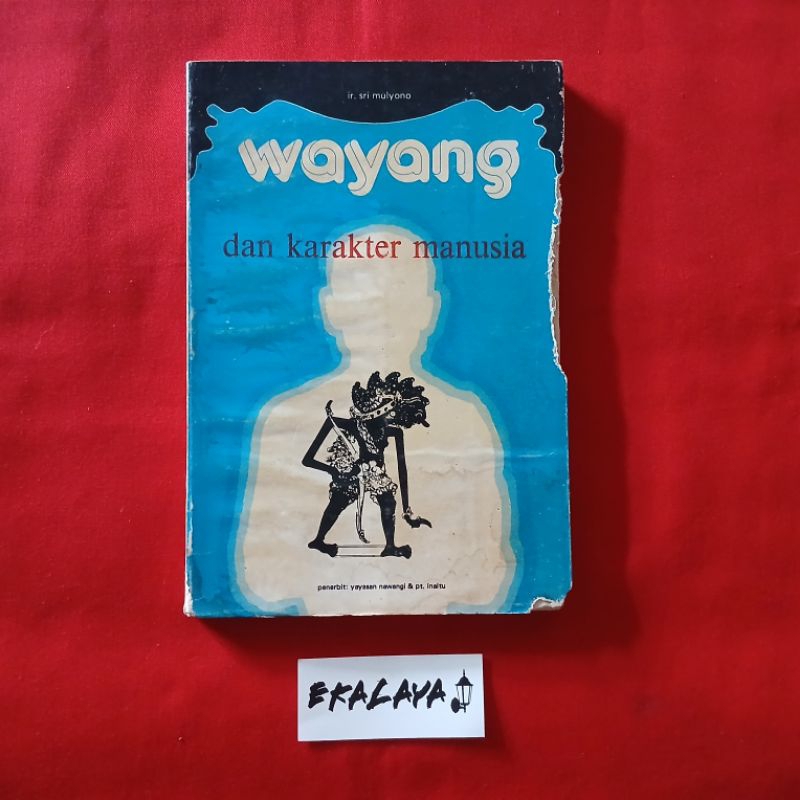 ir. sri mulyono
wayang
dan karakter manusia
penerbit: yayasan nawangi & pt. inaltu
EKALAYA